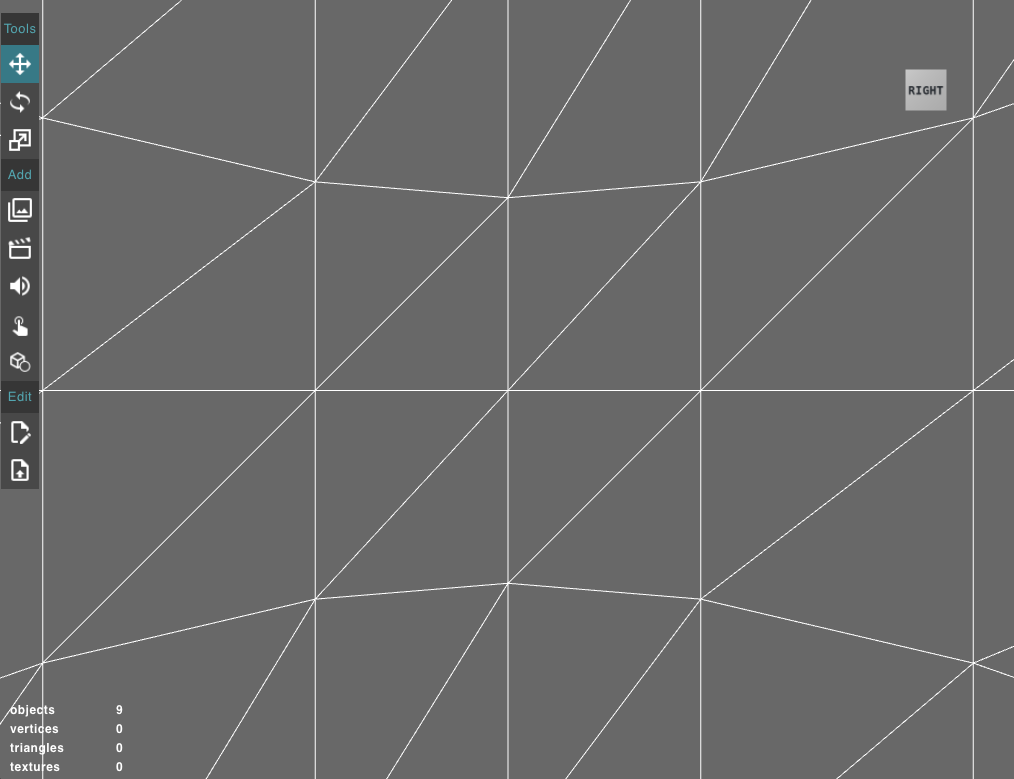 Tools
RIGHT
Add
Edit
objects 9
vertices 0
triangles 0
textures 0